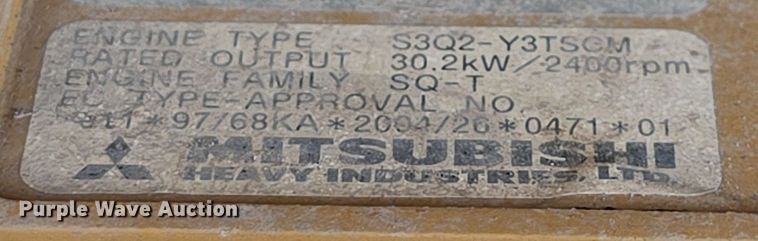 ENGINE TYPE S3Q2-Y3TSCM
RATED OUTPUT 30.2kW/2400rpm
ENGINE FAMILY SQ-T
EC TYPE-APPROVAL NO.
*97/68KA*2004/26*0471*01
MITSUBISHI
HEAVY INDUSTRIES, LTD.
Purple Wave Auction